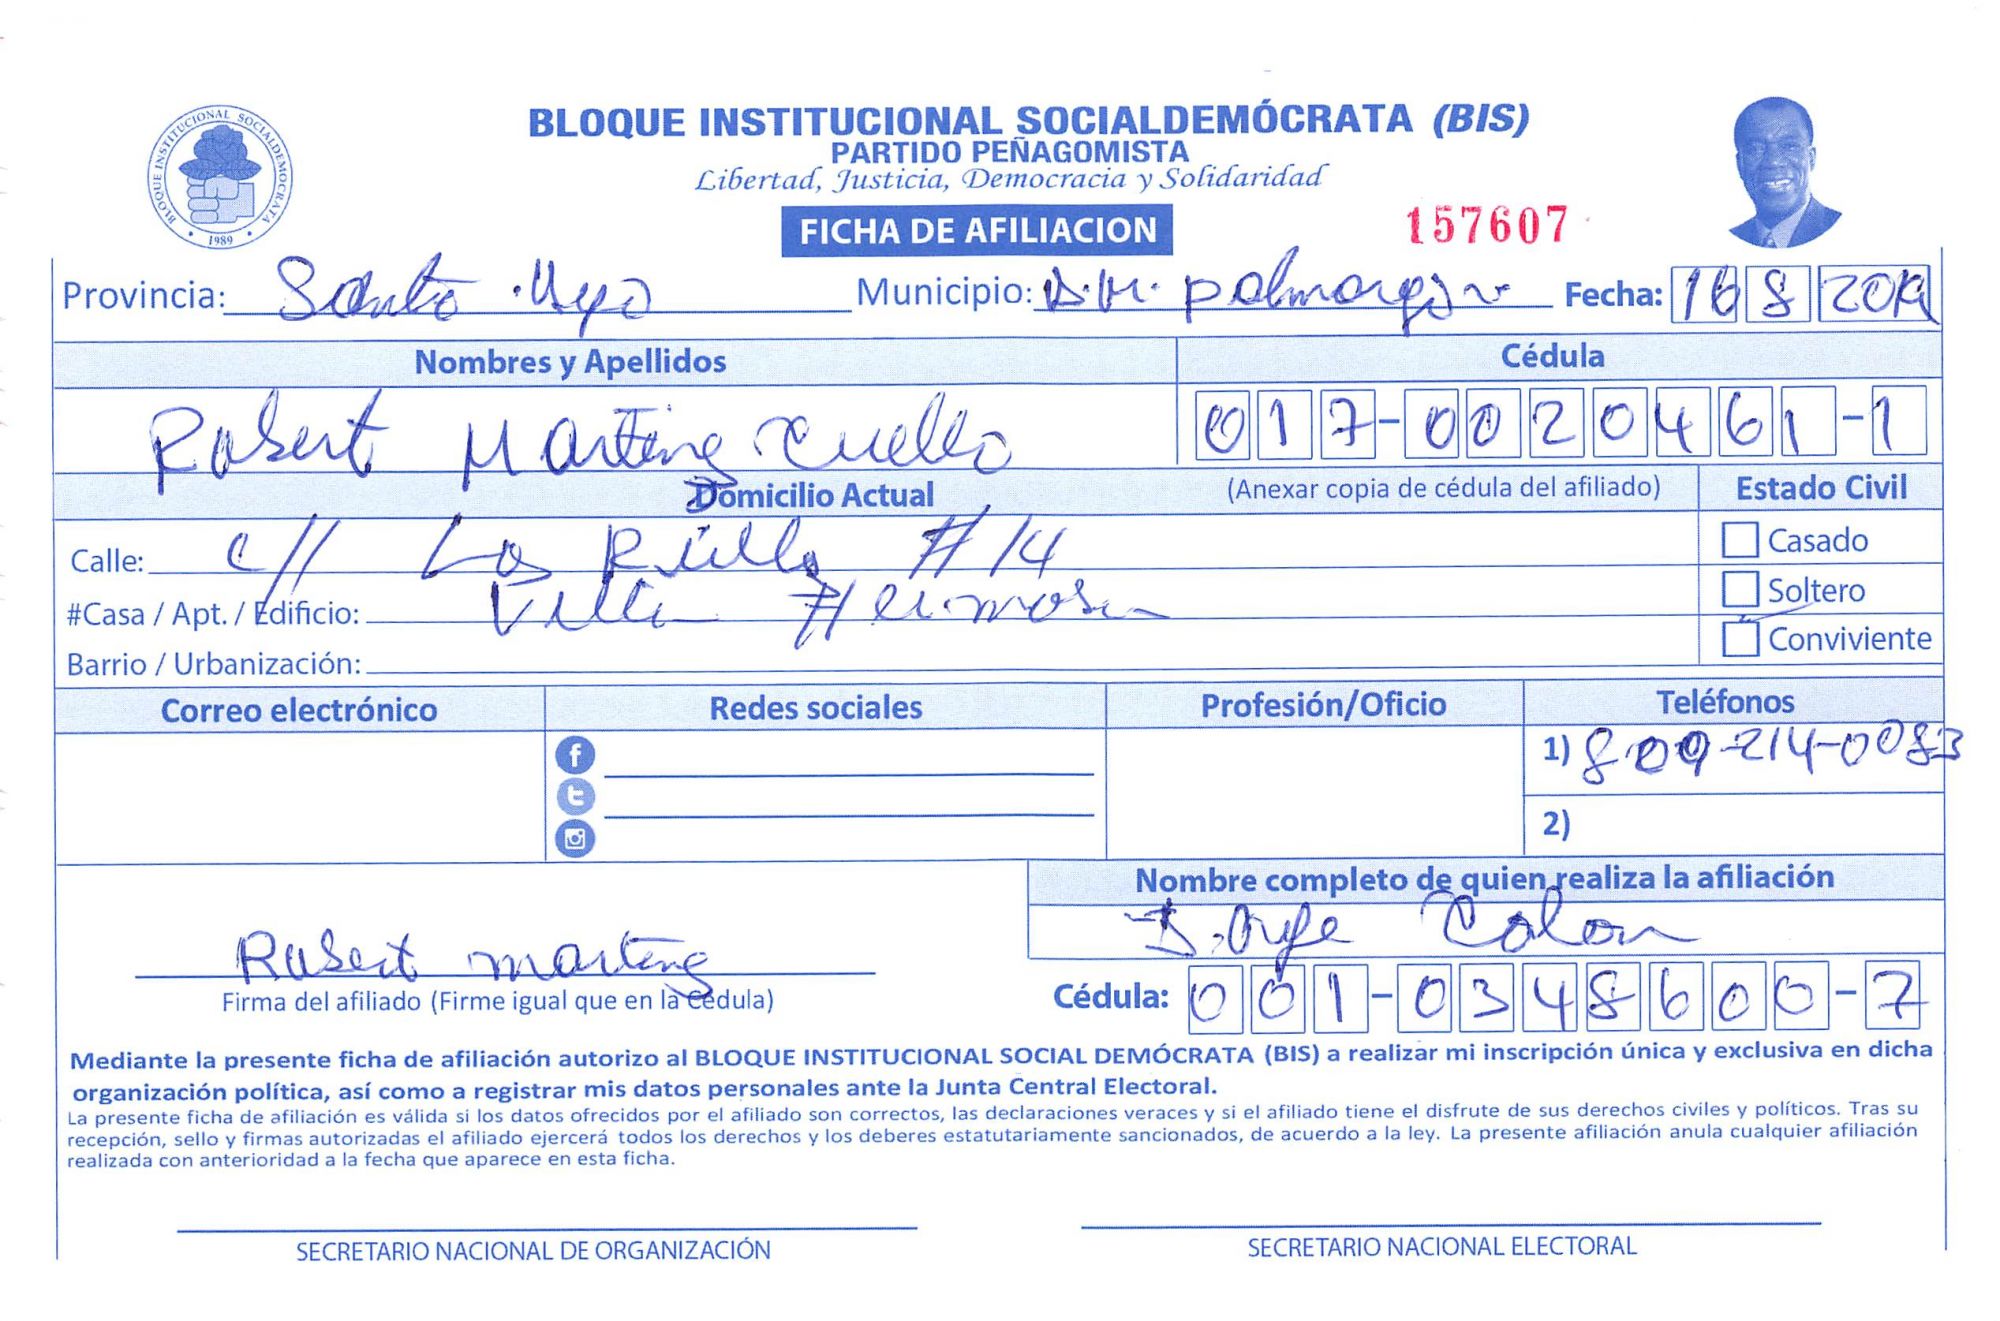 BLOQUE INSTITUCIONAL SOCIALDEMÓCRATA (BIS)
PARTIDO PEÑAGOMISTA
Libertad, Justicia, Democracia y Solidaridad
BLOQUE INSTITUCIONAL SOCIALDEMOCRATA
1989
FICHA DE AFILIACION
157607
Provincia: Santo
Municipio: D.M.
Fecha: 16 8 2019
Nombres y Apellidos
Cédula
Robert Martinez Cuello
017-0020461-1
Domicilio Actual
(Anexar copia de cédula del afiliado)
Estado Civil
Calle: C// La #14
Casado
#Casa / Apt. / Edificio: Villa Hermosa
Soltero
Barrio / Urbanización:
Conviviente
Correo electrónico
Redes sociales
Profesión/Oficio
Teléfonos
1) 809-214-0083
2)
Nombre completo de quien realiza la afiliación
Colon
Robert Martinez
Firma del afiliado (Firme igual que en la Cédula)
Cédula: 001-0348600-7
Mediante la presente ficha de afiliación autorizo al BLOQUE INSTITUCIONAL SOCIAL DEMÓCRATA (BIS) a realizar mi inscripción única y exclusiva en dicha
organización política, así como a registrar mis datos personales ante la Junta Central Electoral.
La presente ficha de afiliación es válida si los datos ofrecidos por el afiliado son correctos, las declaraciones veraces y si el afiliado tiene el disfrute de sus derechos civiles y políticos. Tras su
recepción, sello y firmas autorizadas el afiliado ejercerá todos los derechos y los deberes estatutariamente sancionados, de acuerdo a la ley. La presente afiliación anula cualquier afiliación
realizada con anterioridad a la fecha que aparece en esta ficha.
SECRETARIO NACIONAL DE ORGANIZACIÓN
SECRETARIO NACIONAL ELECTORAL